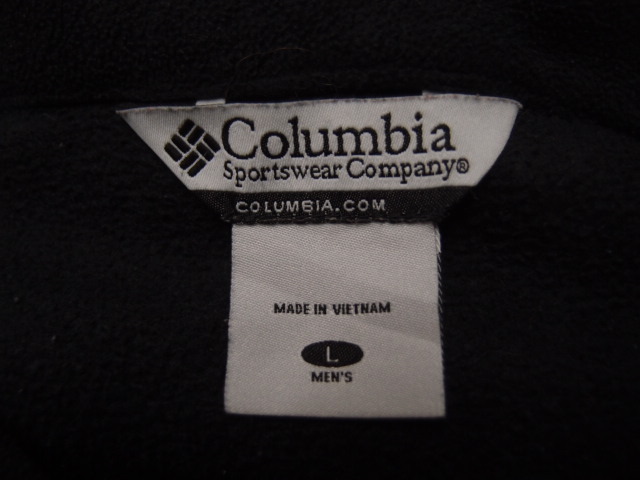 Columbia
Sportswear Company®
COLUMBIA.COM
MADE IN VIETNAM
L
MEN'S